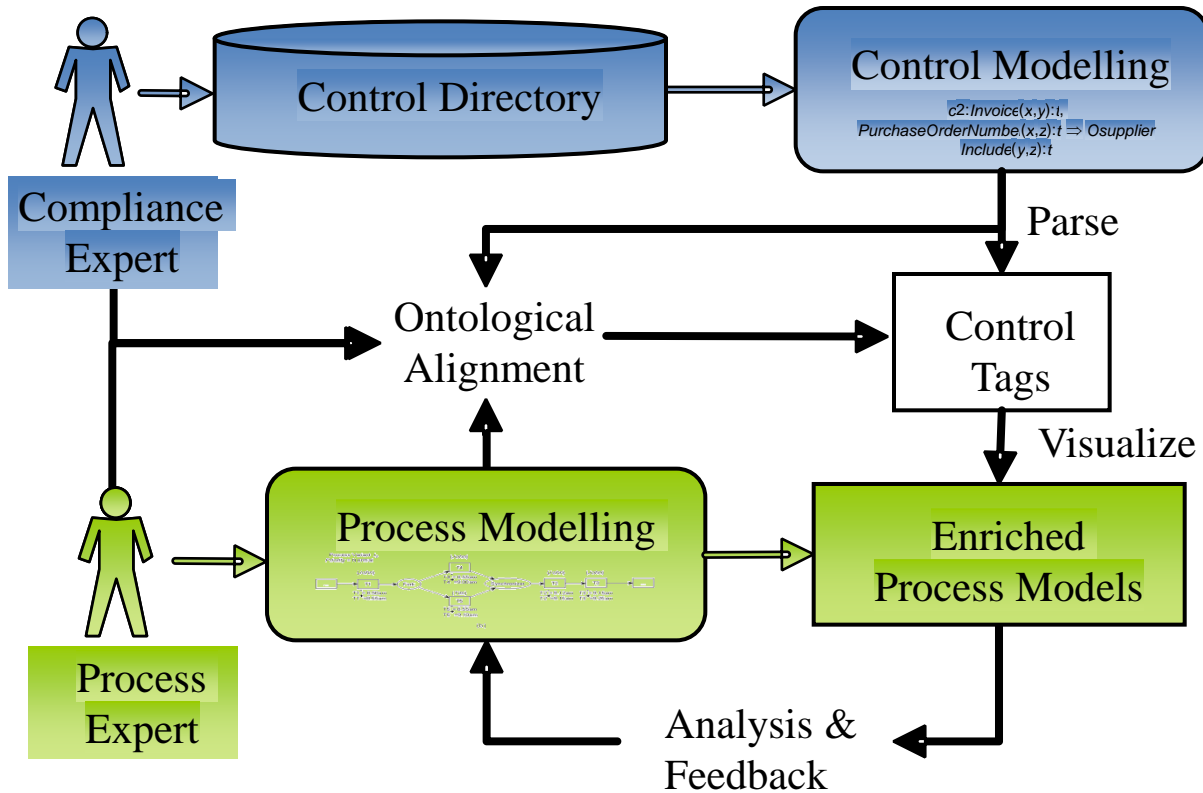 Control Directory
Control Modelling
c2:Invoice(x,y):t,
PurchaseOrderNumbe(x,z):t ⇒ Osupplier
Include(y,z):t
Compliance
Expert
Parse
Ontological
Alignment
Control
Tags
Visualize
Process Modelling
Enriched
Process Models
Process
Expert
Analysis &
Feedback